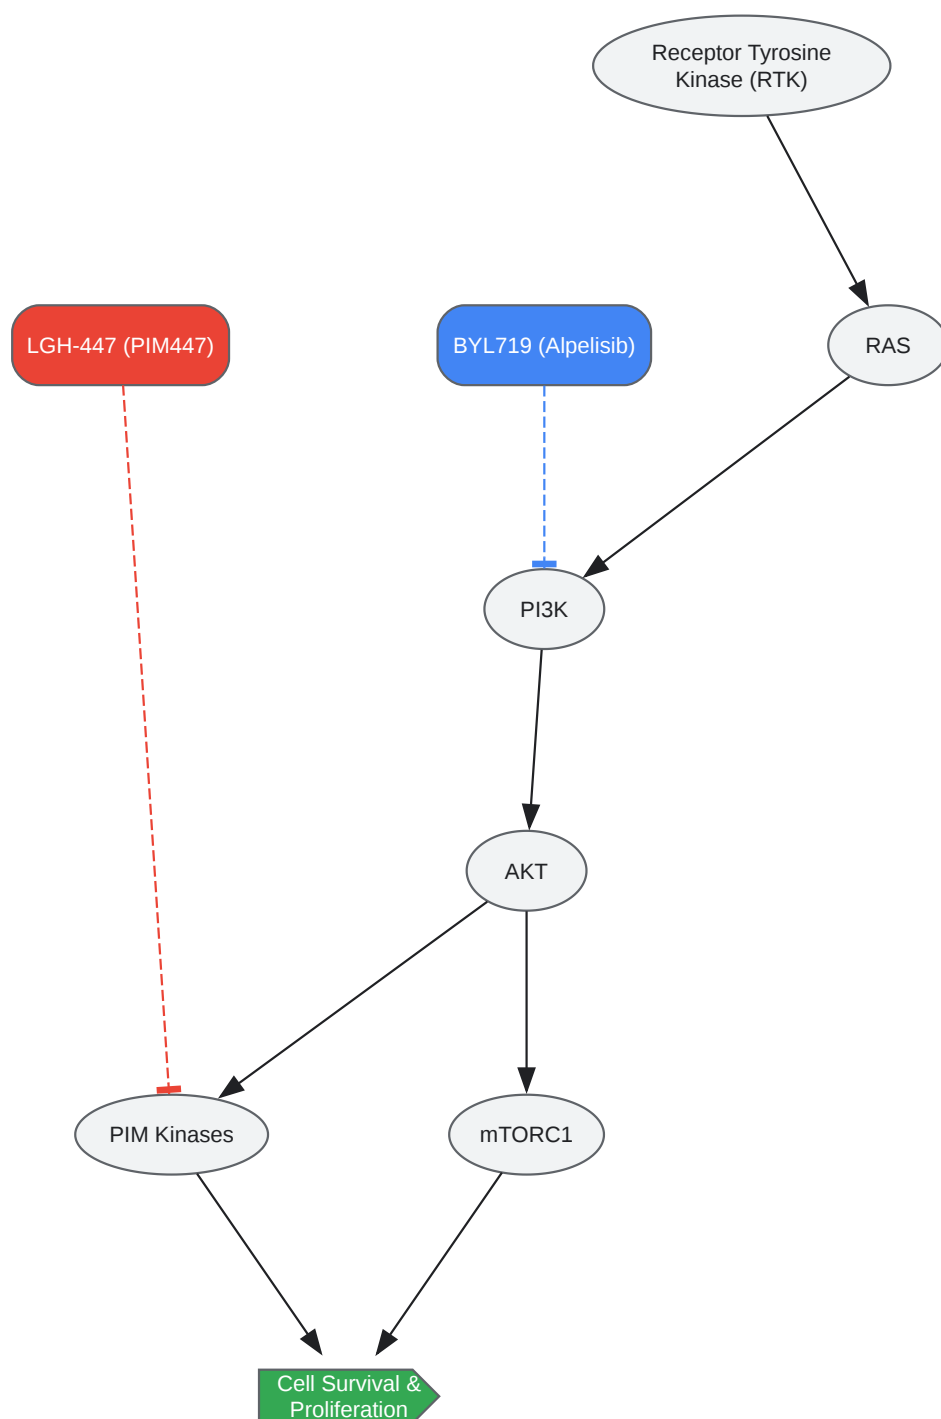 Receptor Tyrosine
Kinase (RTK)
LGH-447 (PIM447)
BYL719 (Alpelisib)
RAS
PI3K
AKT
PIM Kinases
mTORC1
Cell Survival &
Proliferation